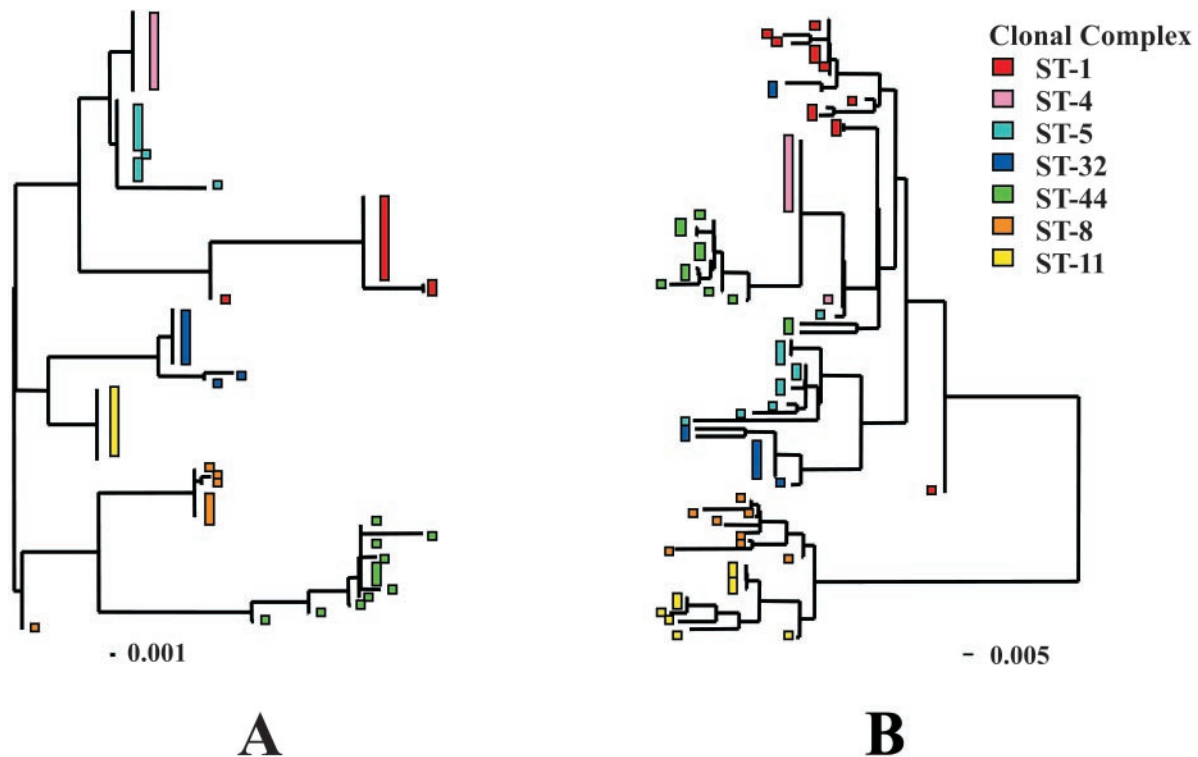 Clonal Complex
ST-1
ST-4
ST-5
ST-32
ST-44
ST-8
ST-11
- 0.001
- 0.005
A
B